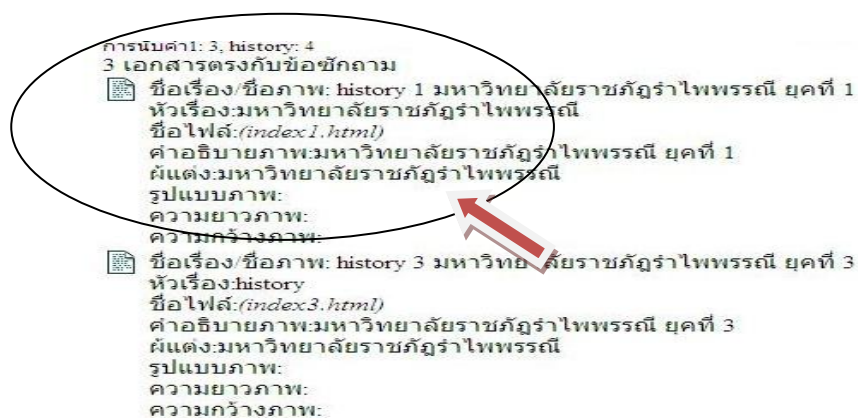 การนับคำ1: 3, history: 4
3 เอกสารตรงกับข้อซักถาม
ชื่อเรื่อง/ชื่อภาพ: history 1 มหาวิทยาลัยราชภัฏรำไพพรรณี ยุคที่ 1
หัวเรื่อง:มหาวิทยาลัยราชภัฏรำไพพรรณี
ชื่อไฟล์:(index1.html)
คำอธิบายภาพ:มหาวิทยาลัยราชภัฏรำไพพรรณี ยุคที่ 1
ผู้แต่ง:มหาวิทยาลัยราชภัฏรำไพพรรณี
รูปแบบภาพ:
ความยาวภาพ:
ความกว้างภาพ:
ชื่อเรื่อง/ชื่อภาพ: history 3 มหาวิทยาลัยราชภัฏรำไพพรรณี ยุคที่ 3
หัวเรื่อง:history
ชื่อไฟล์:(index3.html)
คำอธิบายภาพ:มหาวิทยาลัยราชภัฏรำไพพรรณี ยุคที่ 3
ผู้แต่ง:มหาวิทยาลัยราชภัฏรำไพพรรณี
รูปแบบภาพ:
ความยาวภาพ:
ความกว้างภาพ: